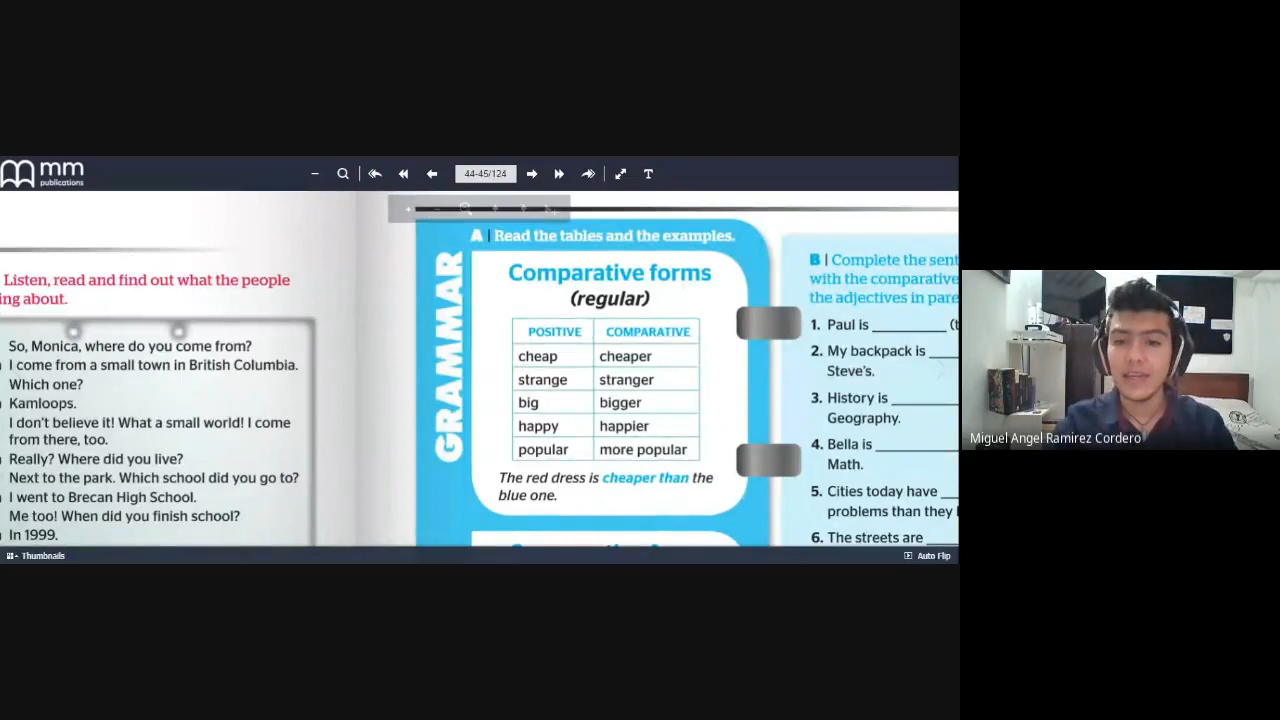 mm
publications
44-45/124
T
Listen, read and find out what the people
ing about.
So, Monica, where do you come from?
I come from a small town in British Columbia.
Which one?
Kamloops.
I don't believe it! What a small world! I come
from there, too.
Really? Where did you live?
Next to the park. Which school did you go to?
I went to Brecan High School.
Me too! When did you finish school?
In 1999.
GRAMMAR
A | Read the tables and the examples.
Comparative forms
(regular)
POSITIVE COMPARATIVE
cheap cheaper
strange stranger
big bigger
happy happier
popular more popular
The red dress is cheaper than the
blue one.
B | Complete the sent
with the comparative
the adjectives in pare
1. Paul is ________ (t
2. My backpack is ____
Steve's.
3. History is ________
Geography.
4. Bella is ________
Math.
5. Cities today have ___
problems than they
6. The streets are ____
Thumbnails
Auto Flip
Miguel Angel Ramirez Cordero